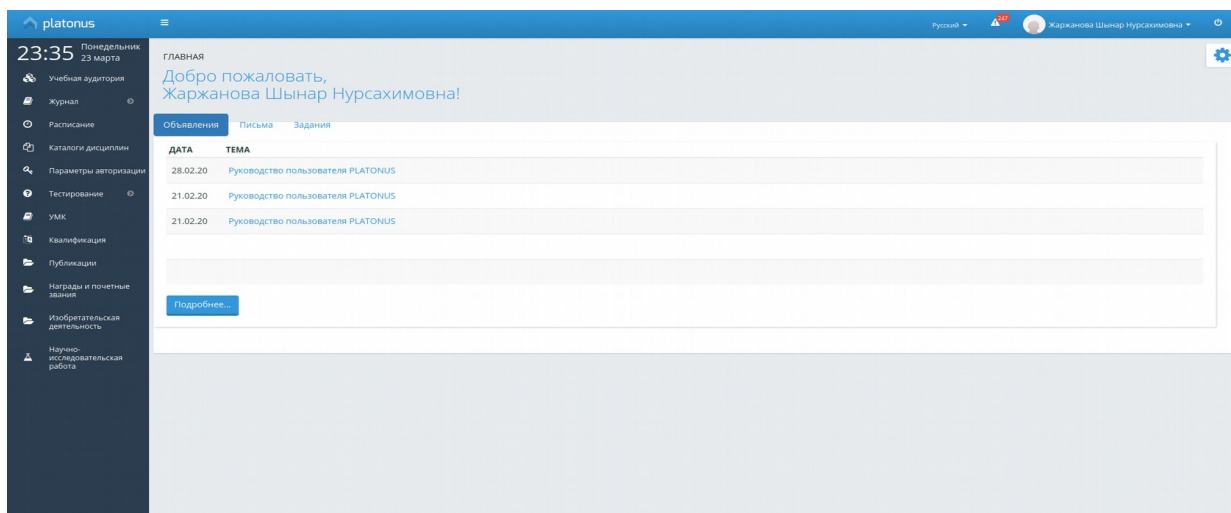 platonus
Русский
247
Жаржанова Шынар Нурсахимовна
23:35
Понедельник
23 марта
Учебная аудитория
Журнал
Расписание
Каталоги дисциплин
Параметры авторизации
Тестирование
УМК
Квалификация
Публикации
Награды и почетные
звания
Изобретательская
деятельность
Научно-
исследовательская
работа
ГЛАВНАЯ
Добро пожаловать,
Жаржанова Шынар Нурсахимовна!
Объявления Письма Задания
ДАТА ТЕМА
28.02.20 Руководство пользователя PLATONUS
21.02.20 Руководство пользователя PLATONUS
21.02.20 Руководство пользователя PLATONUS
Подробнее...